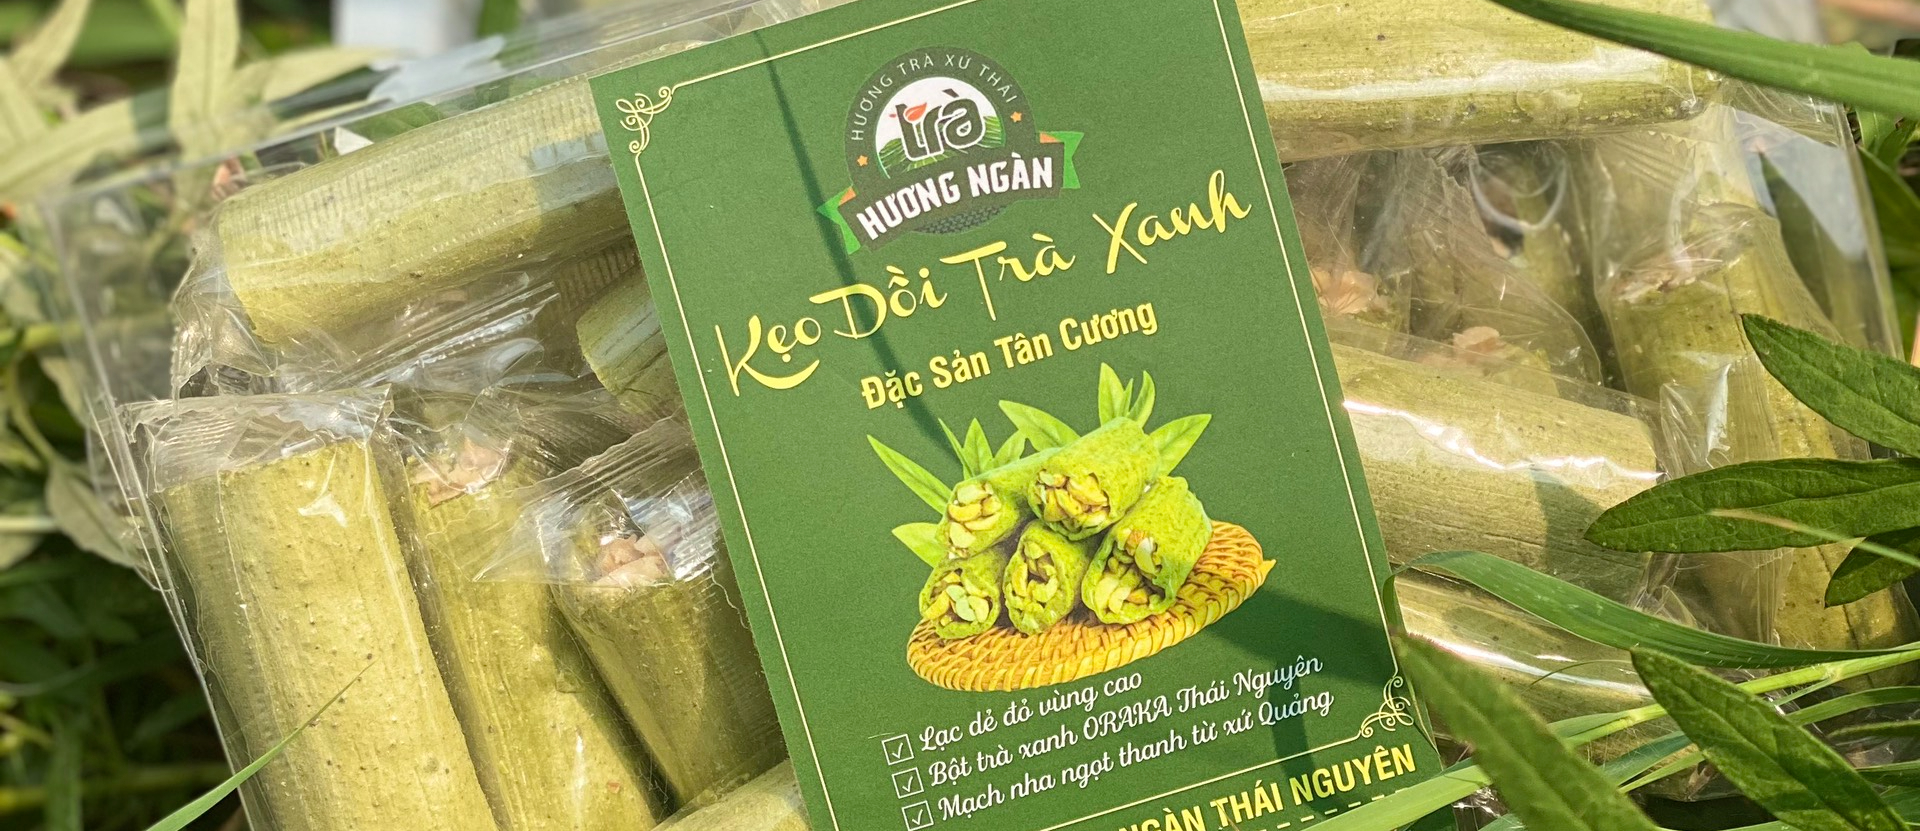 HƯƠNG TRÀ XỨ THÁI
trà
HƯƠNG NGÀN
Kẹo Dồi Trà Xanh
Đặc Sản Tân Cương
Lạc dẻ đỏ vùng cao
Bột trà xanh ORAKA Thái Nguyên
Mạch nha ngọt thanh từ xứ Quảng
NGÀN THÁI NGUYÊN